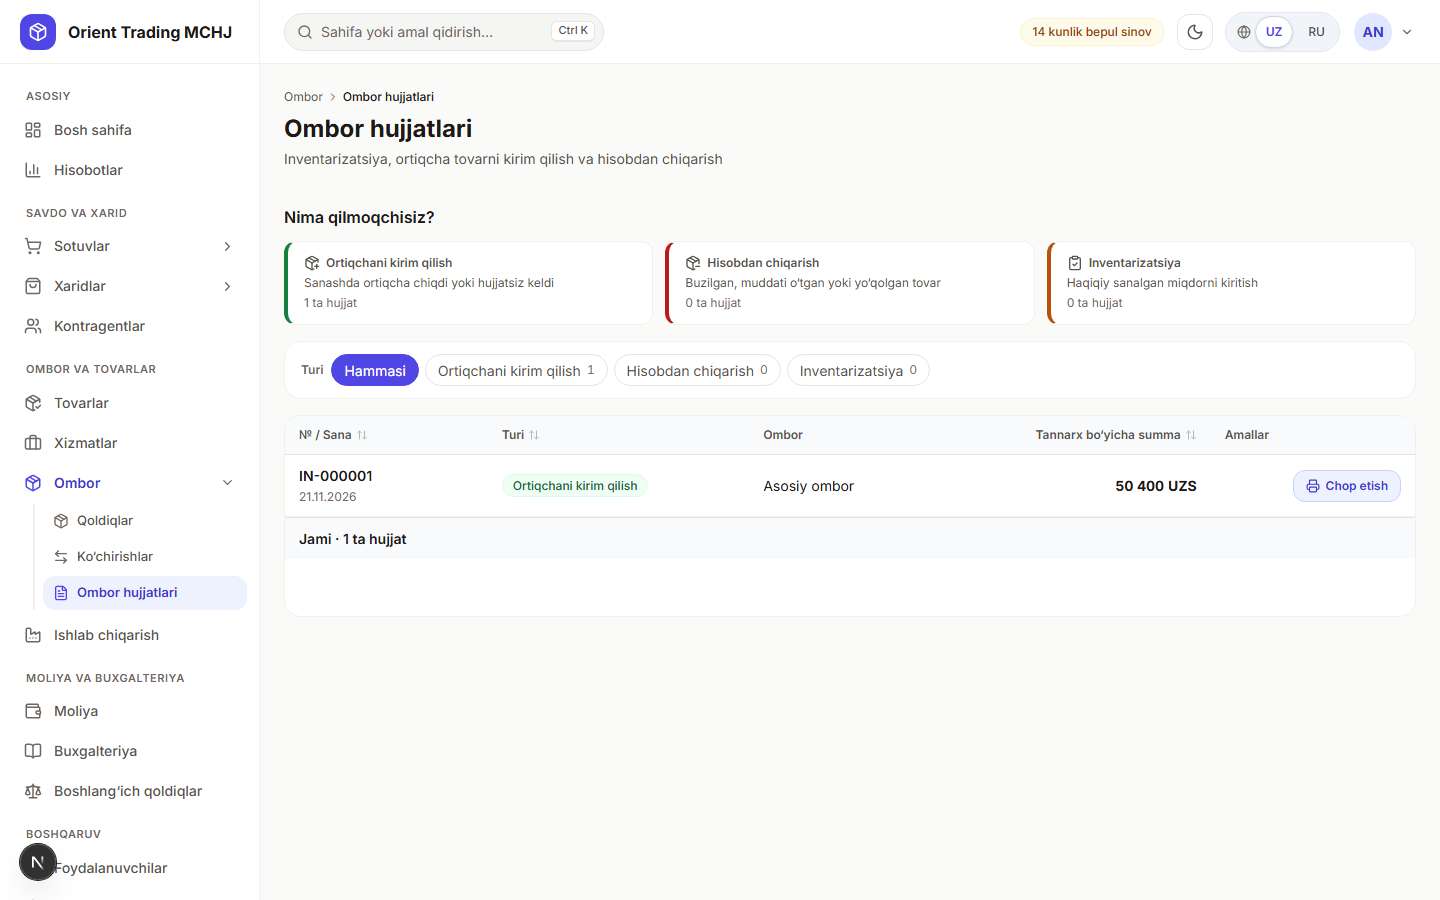 Orient Trading MCHJ
Sahifa yoki amal qidirish...
Ctrl K
14 kunlik bepul sinov
UZ
RU
AN
ASOSIY
Bosh sahifa
Hisobotlar
SAVDO VA XARID
Sotuvlar
Xaridlar
Kontragentlar
OMBOR VA TOVARLAR
Tovarlar
Xizmatlar
Ombor
Qoldiqlar
Ko‘chirishlar
Ombor hujjatlari
Ishlab chiqarish
MOLIYA VA BUXGALTERIYA
Moliya
Buxgalteriya
Boshlang‘ich qoldiqlar
BOSHQARUV
N
Foydalanuvchilar
Ombor > Ombor hujjatlari
Ombor hujjatlari
Inventarizatsiya, ortiqcha tovarni kirim qilish va hisobdan chiqarish
Nima qilmoqchisiz?
Ortiqchani kirim qilish
Sanashda ortiqcha chiqdi yoki hujjatsiz keldi
1 ta hujjat
Hisobdan chiqarish
Buzilgan, muddati o‘tgan yoki yo‘qolgan tovar
0 ta hujjat
Inventarizatsiya
Haqiqiy sanalgan miqdorni kiritish
0 ta hujjat
Turi
Hammasi
Ortiqchani kirim qilish 1
Hisobdan chiqarish 0
Inventarizatsiya 0
№ / Sana
Turi
Ombor
Tannarx bo‘yicha summa
Amallar
IN-000001
21.11.2026
Ortiqchani kirim qilish
Asosiy ombor
50 400 UZS
Chop etish
Jami · 1 ta hujjat